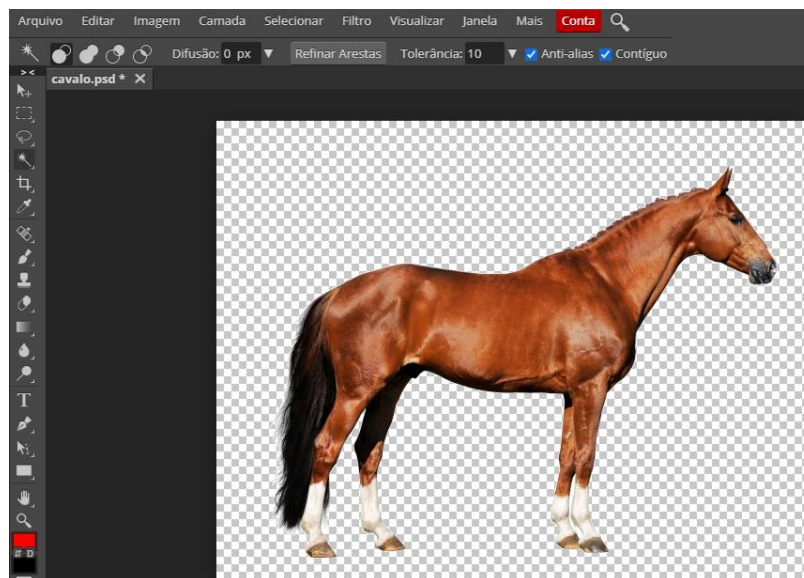 Arquivo Editar Imagem Camada Selecionar Filtro Visualizar Janela Mais Conta
Difusão: 0 px ▼ Refinar Arestas Tolerância: 10 ▼ Anti-alias Contíguo
> <
cavalo.psd * ✕
T
D